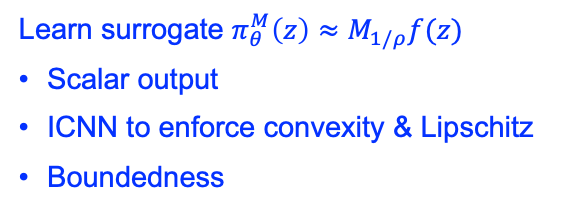 Learn surrogate π_θ^M(z) ≈ M_{1/ρ}f(z)
• Scalar output
• ICNN to enforce convexity & Lipschitz
• Boundedness